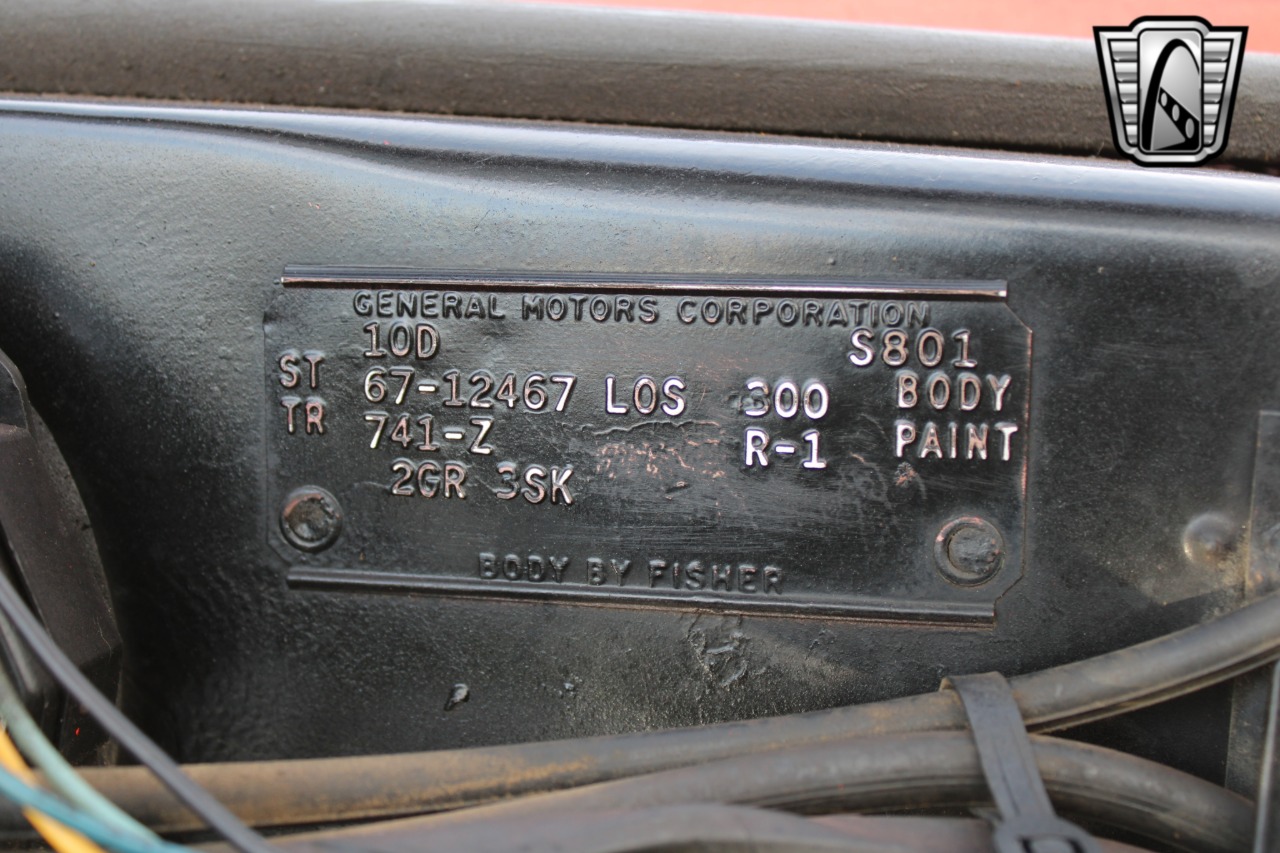 GENERAL MOTORS CORPORATION
10D S801
ST 67-12467 LOS 300 BODY
TR 741-Z R-1 PAINT
2GR 3SK
BODY BY FISHER